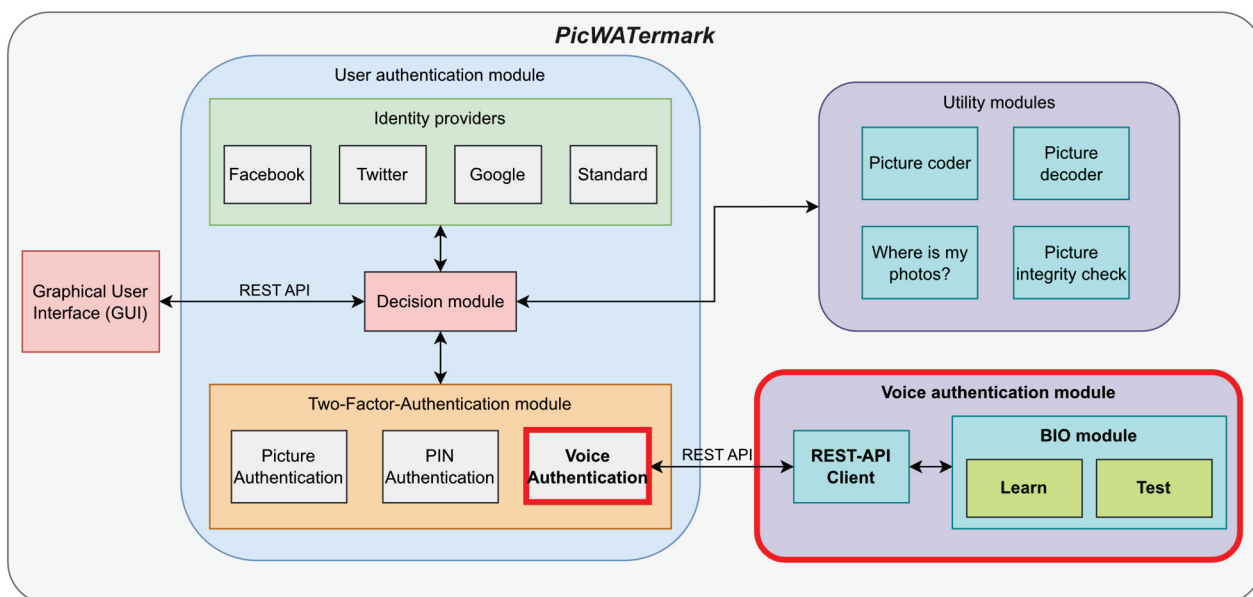 PicWATermark
User authentication module
Identity providers
Facebook
Twitter
Google
Standard
Graphical User
Interface (GUI)
REST API
Decision module
Two-Factor-Authentication module
Picture
Authentication
PIN
Authentication
Voice
Authentication
Utility modules
Picture coder
Picture
decoder
Where is my
photos?
Picture
integrity check
REST API
Voice authentication module
REST-API
Client
BIO module
Learn
Test